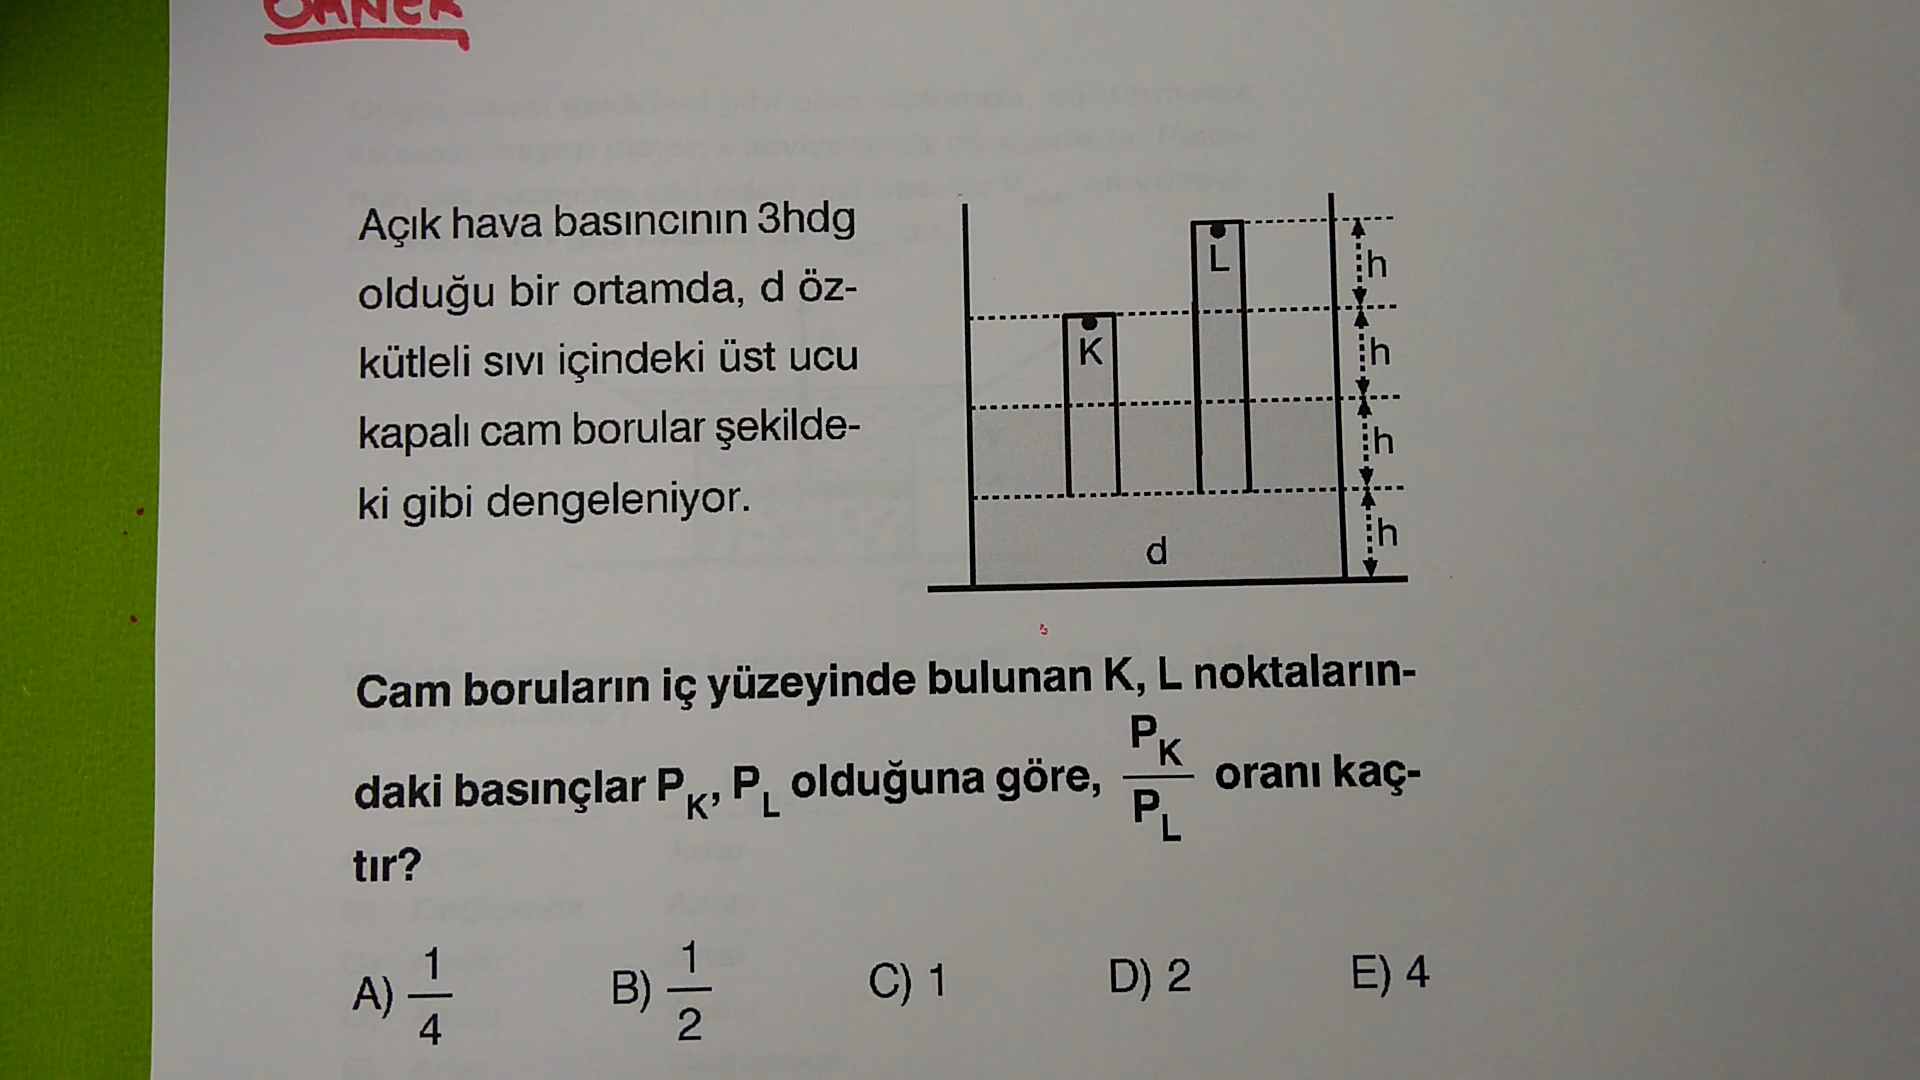 ÖRNEK
Açık hava basıncının 3hdg
olduğu bir ortamda, d öz-
kütleli sıvı içindeki üst ucu
kapalı cam borular şekilde-
ki gibi dengeleniyor.
L
h
K
h
h
d
h
Cam boruların iç yüzeyinde bulunan K, L noktaların-
daki basınçlar P_K, P_L olduğuna göre, P_K/P_L oranı kaç-
tır?
A) 1/4 B) 1/2 C) 1 D) 2 E) 4